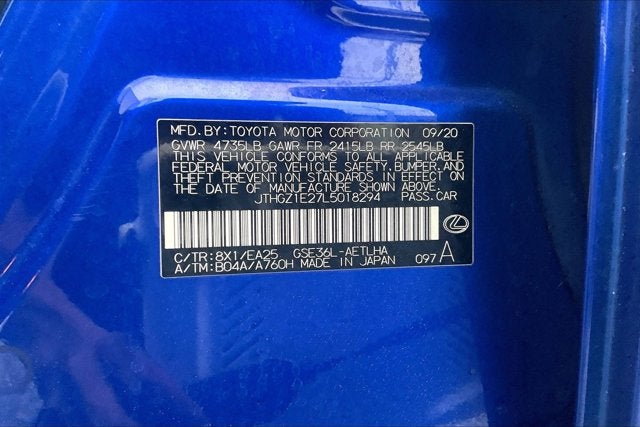 MFD. BY: TOYOTA MOTOR CORPORATION 09/20
GVWR 4735LB GAWR FR 2415LB RR 2545LB
THIS VEHICLE CONFORMS TO ALL APPLICABLE
FEDERAL MOTOR VEHICLE SAFETY, BUMPER, AND
THEFT PREVENTION STANDARDS IN EFFECT ON
THE DATE OF MANUFACTURE SHOWN ABOVE.
JTHGZ1E27L5018294 PASS. CAR
C/TR: 8X1/EA25 GSE36L-AETLHA
A/TM: B04A/A760H MADE IN JAPAN 097 A